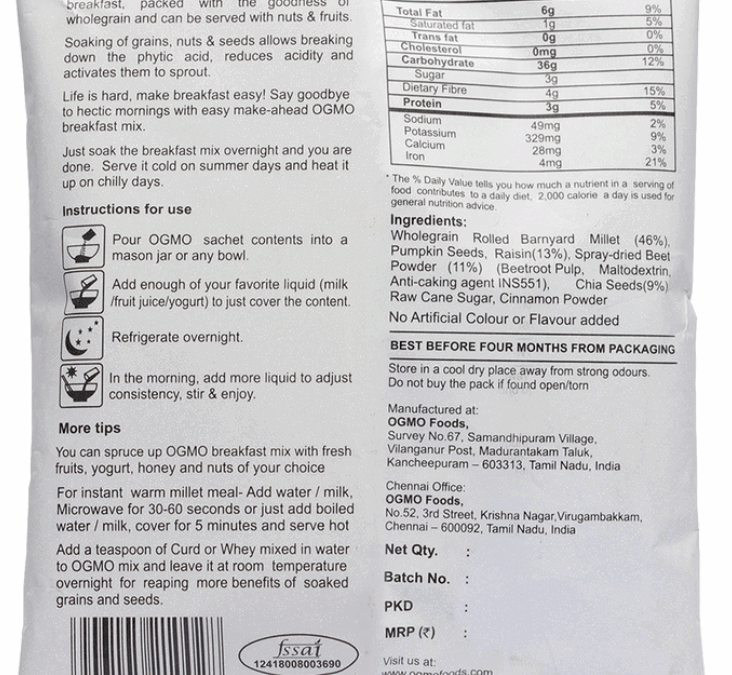 breakfast, packed with the goodness of
wholegrain and can be served with nuts & fruits.
Soaking of grains, nuts & seeds allows breaking
down the phytic acid, reduces acidity and
activates them to sprout.
Life is hard, make breakfast easy! Say goodbye
to hectic mornings with easy make-ahead OGMO
breakfast mix.
Just soak the breakfast mix overnight and you are
done. Serve it cold on summer days and heat it
up on chilly days.
Instructions for use
Pour OGMO sachet contents into a
mason jar or any bowl.
Add enough of your favorite liquid (milk
/fruit juice/yogurt) to just cover the content.
Refrigerate overnight.
In the morning, add more liquid to adjust
consistency, stir & enjoy.
More tips
You can spruce up OGMO breakfast mix with fresh
fruits, yogurt, honey and nuts of your choice
For instant warm millet meal- Add water / milk,
Microwave for 30-60 seconds or just add boiled
water / milk, cover for 5 minutes and serve hot
Add a teaspoon of Curd or Whey mixed in water
to OGMO mix and leave it at room temperature
overnight for reaping more benefits of soaked
grains and seeds.
fssai
12418008003690
Total Fat 6g 9%
Saturated fat 1g 5%
Trans fat 0g 0%
Cholesterol 0mg 0%
Carbohydrate 36g 12%
Sugar 3g
Dietary Fibre 4g 15%
Protein 3g 5%
Sodium 49mg 2%
Potassium 329mg 9%
Calcium 28mg 3%
Iron 4mg 21%
* The % Daily Value tells you how much a nutrient in a serving of
food contributes to a daily diet, 2,000 calorie a day is used for
general nutrition advice.
Ingredients:
Wholegrain Rolled Barnyard Millet (46%),
Pumpkin Seeds, Raisin(13%), Spray-dried Beet
Powder (11%) (Beetroot Pulp, Maltodextrin,
Anti-caking agent INS551), Chia Seeds(9%)
Raw Cane Sugar, Cinnamon Powder
No Artificial Colour or Flavour added
BEST BEFORE FOUR MONTHS FROM PACKAGING
Store in a cool dry place away from strong odours.
Do not buy the pack if found open/torn
Manufactured at:
OGMO Foods,
Survey No.67, Samandhipuram Village,
Vilanganur Post, Madurantakam Taluk,
Kancheepuram – 603313, Tamil Nadu, India
Chennai Office:
OGMO Foods,
No.52, 3rd Street, Krishna Nagar,Virugambakkam,
Chennai – 600092, Tamil Nadu, India
Net Qty. :
Batch No. :
PKD :
MRP (₹) :
Visit us at:
www.ogmofoods.com